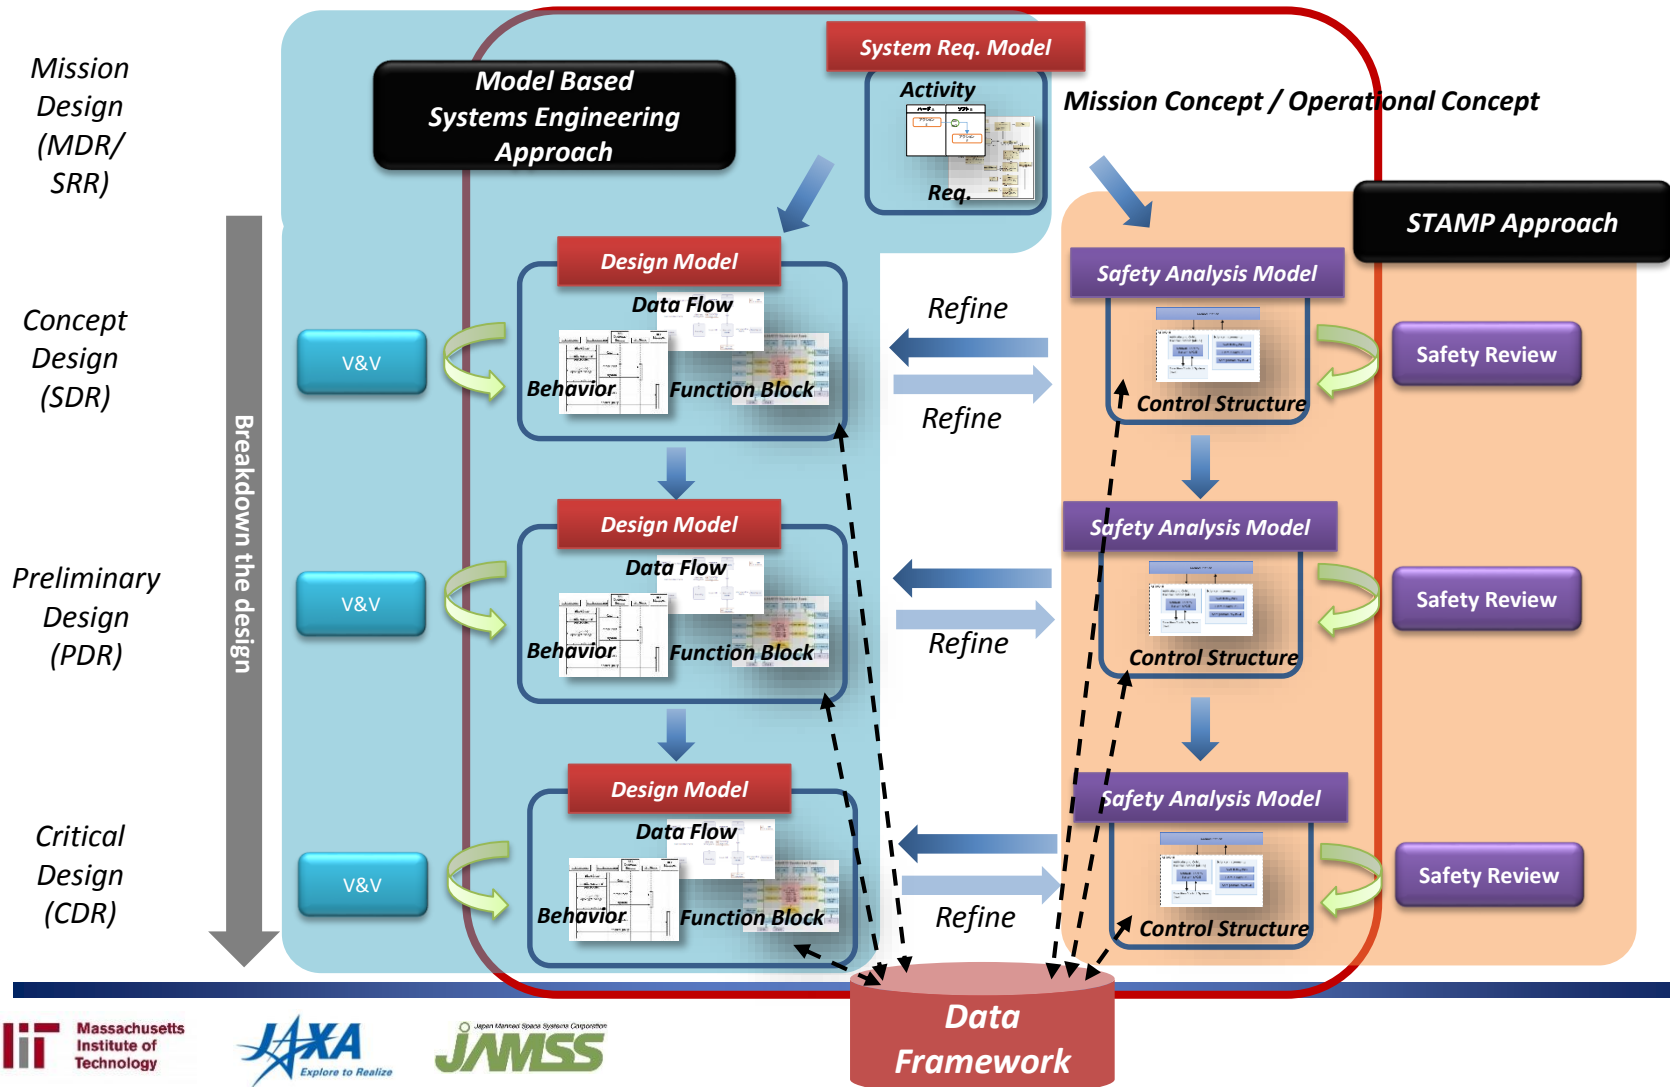 Mission
Design
(MDR/
SRR)
Model Based
Systems Engineering
Approach
System Req. Model
Activity
Req.
Mission Concept / Operational Concept
STAMP Approach
Breakdown the design
Concept
Design
(SDR)
V&V
Design Model
Data Flow
Behavior
Function Block
Refine
Refine
Safety Analysis Model
Control Structure
Safety Review
Preliminary
Design
(PDR)
V&V
Design Model
Data Flow
Behavior
Function Block
Refine
Safety Analysis Model
Control Structure
Safety Review
Critical
Design
(CDR)
V&V
Design Model
Data Flow
Behavior
Function Block
Refine
Safety Analysis Model
Control Structure
Safety Review
Data
Framework
Massachusetts
Institute of
Technology
JAXA
Explore to Realize
Japan Manned Space Systems Corporation
JAMSS